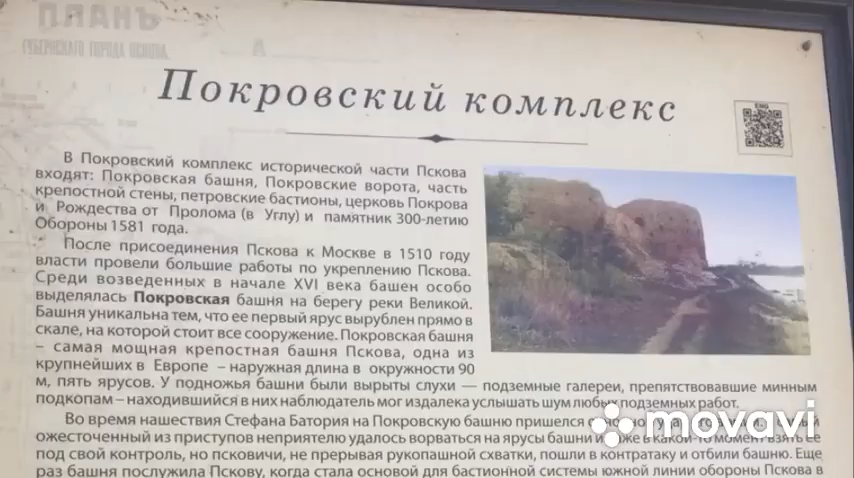 ПЛАНЪ
ГУБЕРНСКАГО ГОРОДА ПСКОВА.
Покровский комплекс
ENG
В Покровский комплекс исторической части Пскова
входят: Покровская башня, Покровские ворота, часть
крепостной стены, петровские бастионы, церковь Покрова
и Рождества от Пролома (в Углу) и памятник 300-летию
Обороны 1581 года.
После присоединения Пскова к Москве в 1510 году
власти провели большие работы по укреплению Пскова.
Среди возведенных в начале XVI века башен особо
выделялась Покровская башня на берегу реки Великой.
Башня уникальна тем, что ее первый ярус вырублен прямо в
скале, на которой стоит все сооружение. Покровская башня
– самая мощная крепостная башня Пскова, одна из
крупнейших в Европе – наружная длина в окружности 90
м, пять ярусов. У подножья башни были вырыты слухи — подземные галереи, препятствовавшие минным
подкопам – находившийся в них наблюдатель мог издалека услышать шум любых подземных работ.
Во время нашествия Стефана Батория на Покровскую башню пришелся
ожесточенный из приступов неприятелю удалось ворваться на ярусы башни и в какой-то момент взять ее
под свой контроль, но псковичи, не прерывая рукопашной схватки, пошли в контратаку и отбили башню. Еще
раз башня послужила Пскову, когда стала основой для бастионной системы южной линии обороны Пскова в
movavi